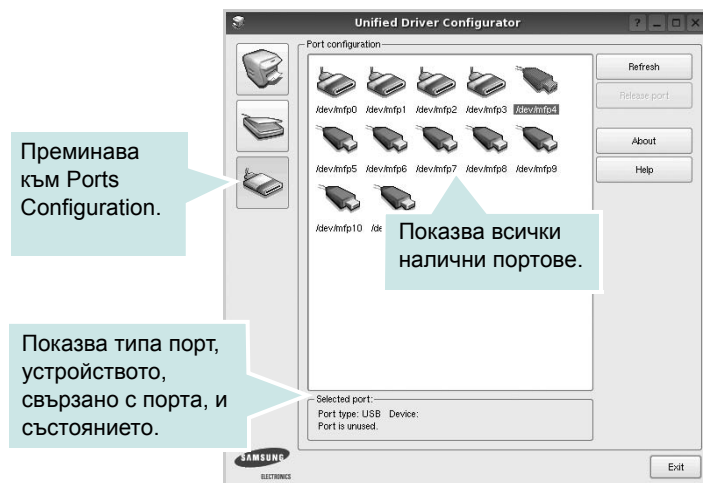 Unified Driver Configurator
Port configuration
/dev/mfp0 /dev/mfp1 /dev/mfp2 /dev/mfp3 /dev/mfp4
/dev/mfp5 /dev/mfp6 /dev/mfp7 /dev/mfp8 /dev/mfp9
/dev/mfp10
Refresh
Release port
About
Help
Преминава
към Ports
Configuration.
Показва всички
налични портове.
Показва типа порт,
устройството,
свързано с порта, и
състоянието.
Selected port:
Port type: USB Device:
Port is unused.
SAMSUNG
ELECTRONICS
Exit